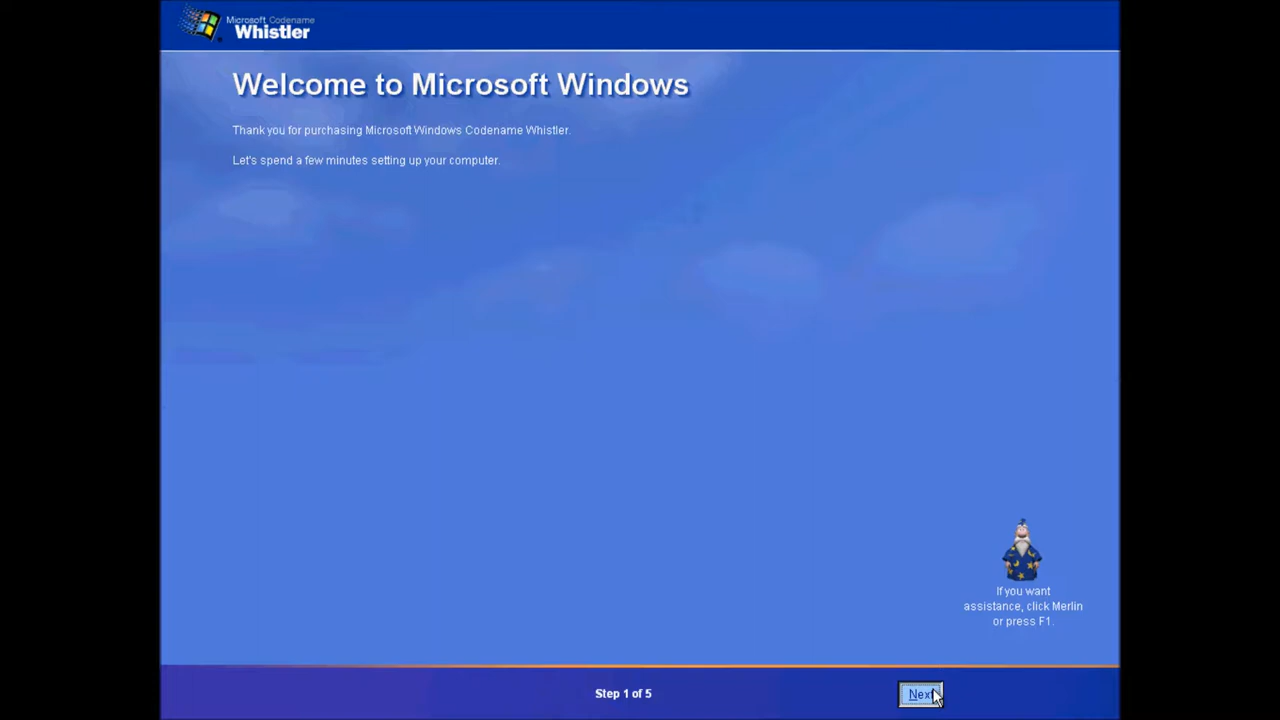 Microsoft Codename
Whistler
Welcome to Microsoft Windows
Thank you for purchasing Microsoft Windows Codename Whistler.
Let's spend a few minutes setting up your computer.
If you want
assistance, click Merlin
or press F1.
Step 1 of 5
Next